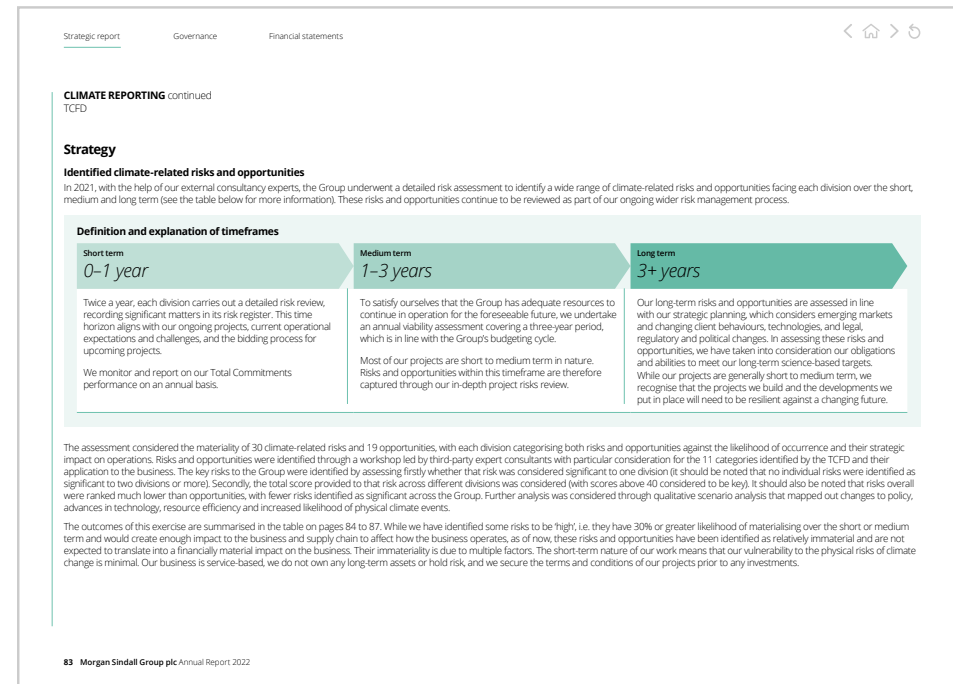 Strategic report
Governance
Financial statements
CLIMATE REPORTING continued
TCFD
Strategy
Identified climate-related risks and opportunities
In 2021, with the help of our external consultancy experts, the Group underwent a detailed risk assessment to identify a wide range of climate-related risks and opportunities facing each division over the short,
medium and long term (see the table below for more information). These risks and opportunities continue to be reviewed as part of our ongoing wider risk management process.
Definition and explanation of timeframes
Short term
0–1 year
Twice a year, each division carries out a detailed risk review,
recording significant matters in its risk register. This time
horizon aligns with our ongoing projects, current operational
expectations and challenges, and the bidding process for
upcoming projects.
We monitor and report on our Total Commitments
performance on an annual basis.
Medium term
1–3 years
To satisfy ourselves that the Group has adequate resources to
continue in operation for the foreseeable future, we undertake
an annual viability assessment covering a three-year period,
which is in line with the Group's budgeting cycle.
Most of our projects are short to medium term in nature.
Risks and opportunities within this timeframe are therefore
captured through our in-depth project risks review.
Long term
3+ years
Our long-term risks and opportunities are assessed in line
with our strategic planning, which considers emerging markets
and changing client behaviours, technologies, and legal,
regulatory and political changes. In assessing these risks and
opportunities, we have taken into consideration our obligations
and abilities to meet our long-term science-based targets.
While our projects are generally short to medium term, we
recognise that the projects we build and the developments we
put in place will need to be resilient against a changing future.
The assessment considered the materiality of 30 climate-related risks and 19 opportunities, with each division categorising both risks and opportunities against the likelihood of occurrence and their strategic
impact on operations. Risks and opportunities were identified through a workshop led by third-party expert consultants with particular consideration for the 11 categories identified by the TCFD and their
application to the business. The key risks to the Group were identified by assessing firstly whether that risk was considered significant to one division (it should be noted that no individual risks were identified as
significant to two divisions or more). Secondly, the total score provided to that risk across different divisions was considered (with scores above 40 considered to be key). It should also be noted that risks overall
were ranked much lower than opportunities, with fewer risks identified as significant across the Group. Further analysis was considered through qualitative scenario analysis that mapped out changes to policy,
advances in technology, resource efficiency and increased likelihood of physical climate events.
The outcomes of this exercise are summarised in the table on pages 84 to 87. While we have identified some risks to be 'high', i.e. they have 30% or greater likelihood of materialising over the short or medium
term and would create enough impact to the business and supply chain to affect how the business operates, as of now, these risks and opportunities have been identified as relatively immaterial and are not
expected to translate into a financially material impact on the business. Their immateriality is due to multiple factors. The short-term nature of our work means that our vulnerability to the physical risks of climate
change is minimal. Our business is service-based, we do not own any long-term assets or hold risk, and we secure the terms and conditions of our projects prior to any investments.
83 Morgan Sindall Group plc Annual Report 2022